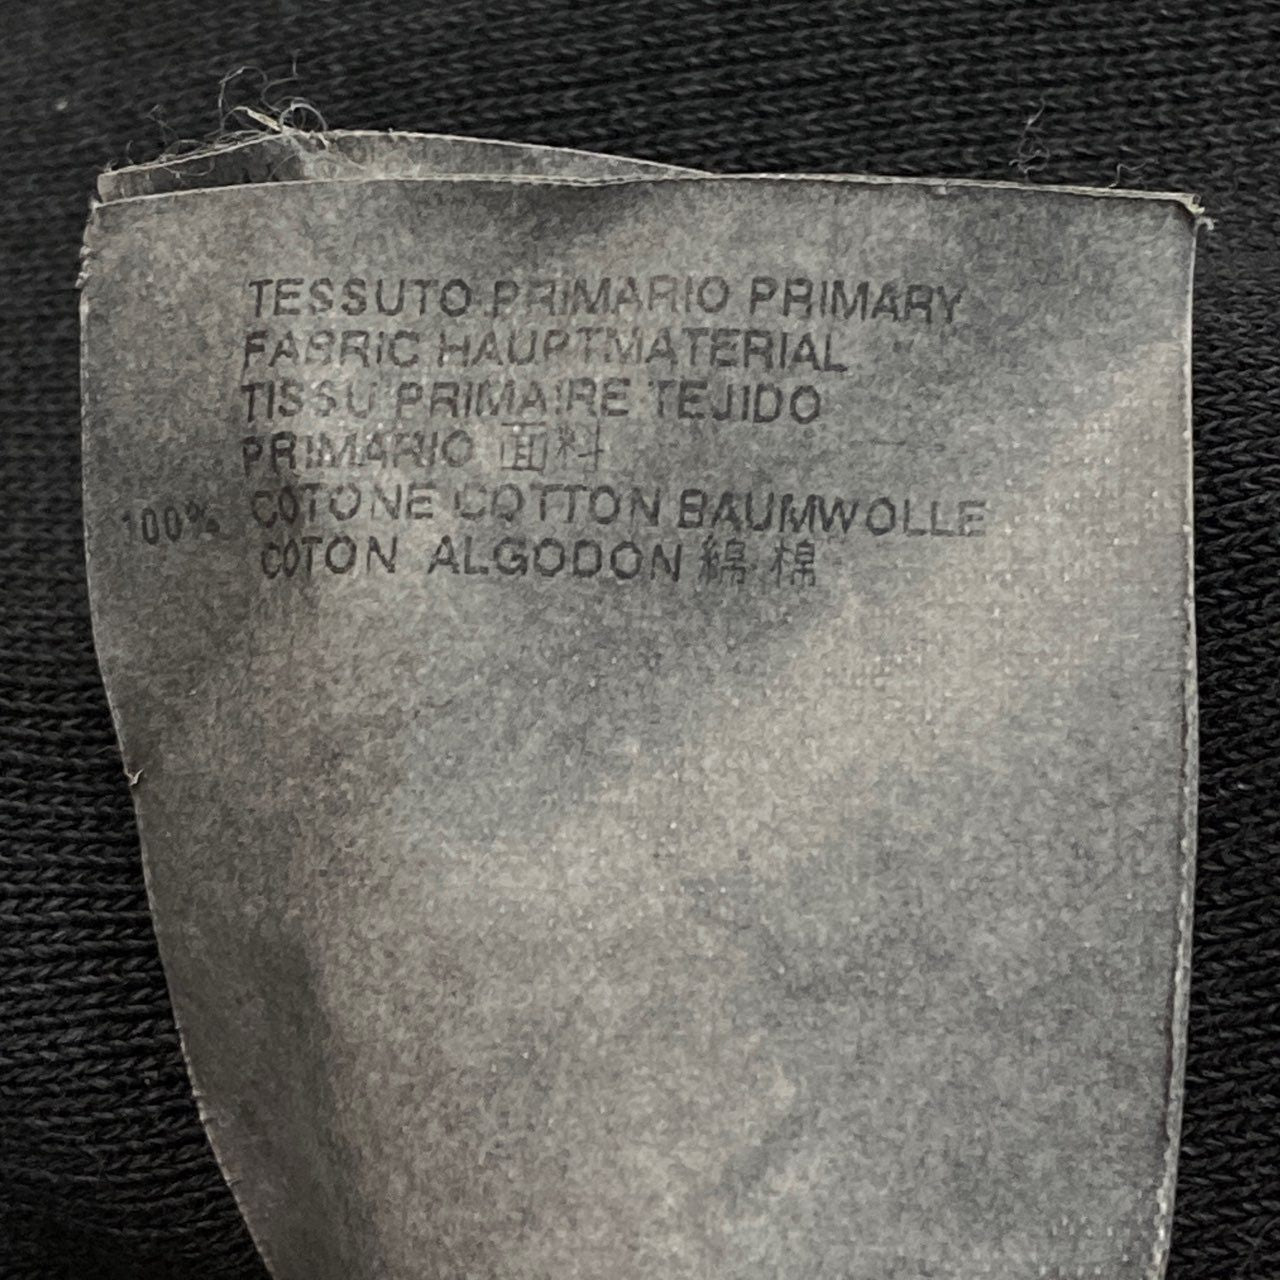 TESSUTO PRIMARIO PRIMARY
FABRIC HAUPTMATERIAL
TISSU PRIMAIRE TEJIDO
PRIMARIO 面料
100% COTONE COTTON BAUMWOLLE
COTON ALGODON 綿 棉